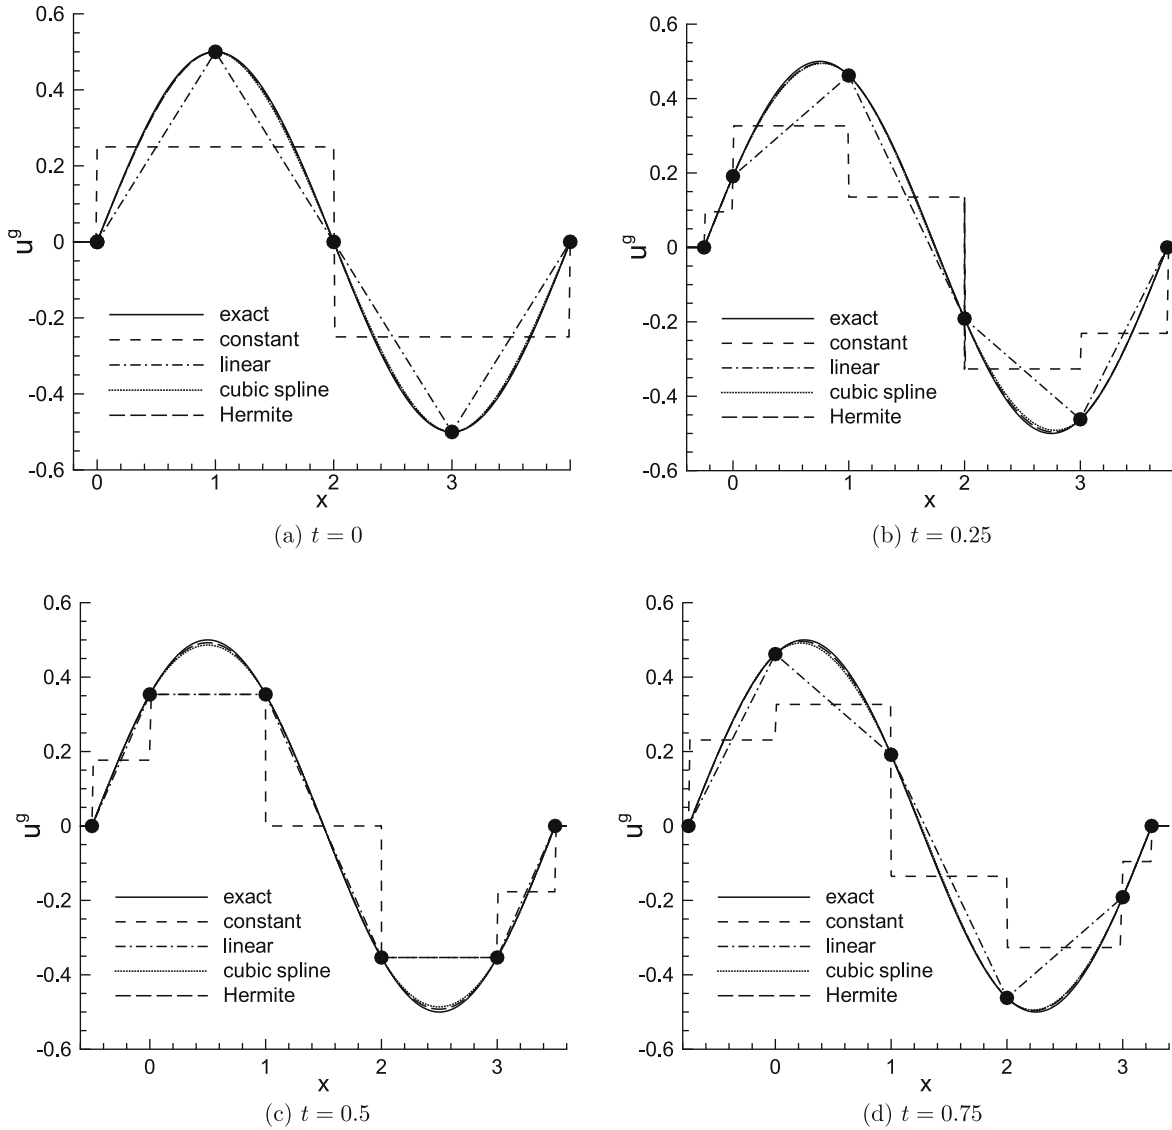 0.6
0.4
0.2
0
-0.2
-0.4
-0.6
u^g
exact
constant
linear
cubic spline
Hermite
0 1 2 3
x
(a) t = 0
0.6
0.4
0.2
0
-0.2
-0.4
-0.6
u^g
exact
constant
linear
cubic spline
Hermite
0 1 2 3
x
(b) t = 0.25
0.6
0.4
0.2
0
-0.2
-0.4
-0.6
u^g
exact
constant
linear
cubic spline
Hermite
0 1 2 3
x
(c) t = 0.5
0.6
0.4
0.2
0
-0.2
-0.4
-0.6
u^g
exact
constant
linear
cubic spline
Hermite
0 1 2 3
x
(d) t = 0.75